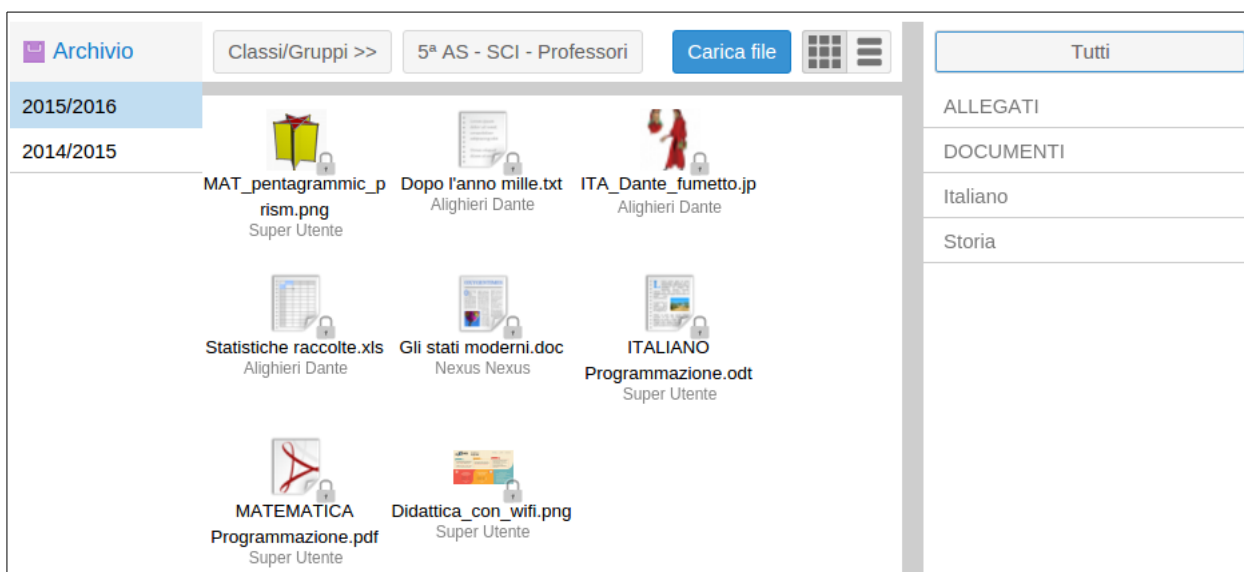 Archivio
Classi/Gruppi >>
5ª AS - SCI - Professori
Carica file
Tutti
2015/2016
2014/2015
ALLEGATI
DOCUMENTI
Italiano
Storia
MAT_pentagrammic_p
rism.png
Super Utente
Dopo l'anno mille.txt
Alighieri Dante
ITA_Dante_fumetto.jp
Alighieri Dante
Statistiche raccolte.xls
Alighieri Dante
Gli stati moderni.doc
Nexus Nexus
ITALIANO
Programmazione.odt
Super Utente
MATEMATICA
Programmazione.pdf
Super Utente
Didattica_con_wifi.png
Super Utente